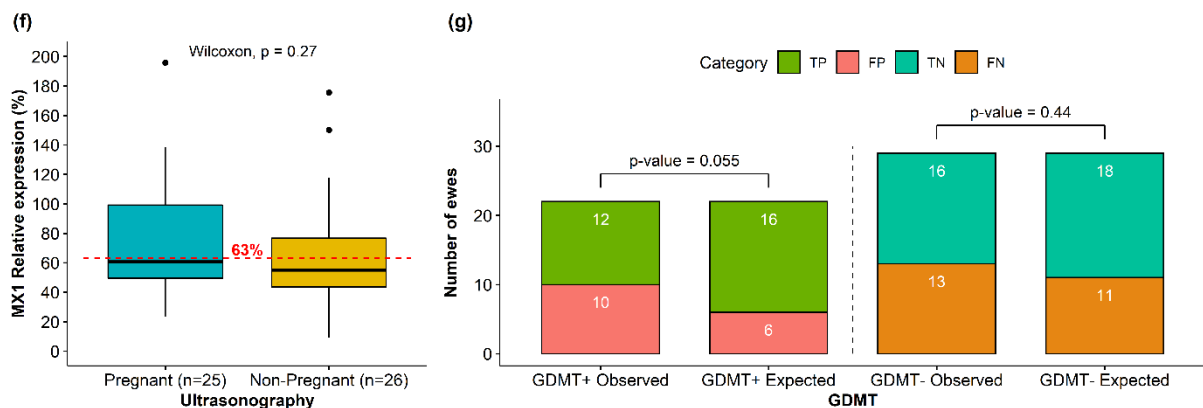 (f)
Wilcoxon, p = 0.27
MX1 Relative expression (%)
200
180
160
140
120
100
80
60
40
20
0
63%
Pregnant (n=25) Non-Pregnant (n=26)
Ultrasonography
(g)
Category TP FP TN FN
p-value = 0.055
p-value = 0.44
Number of ewes
30
20
10
0
12
10
16
6
16
13
18
11
GDMT+ Observed GDMT+ Expected GDMT- Observed GDMT- Expected
GDMT